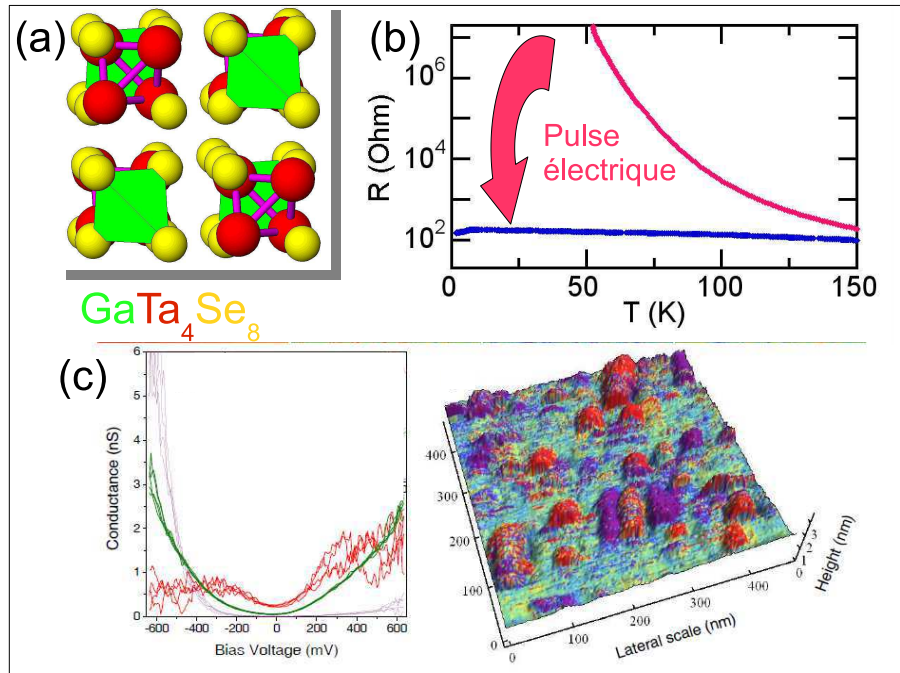 (a)
GaTa4Se8
(b)
R (Ohm)
10^6
10^4
10^2
Pulse
électrique
0
50
100
150
T (K)
(c)
Conductance (nS)
6
5
4
3
2
1
0
-600
-400
-200
0
200
400
600
Bias Voltage (mV)
400
300
200
100
0
0
100
200
300
400
Lateral scale (nm)
0
1
2
3
Height (nm)